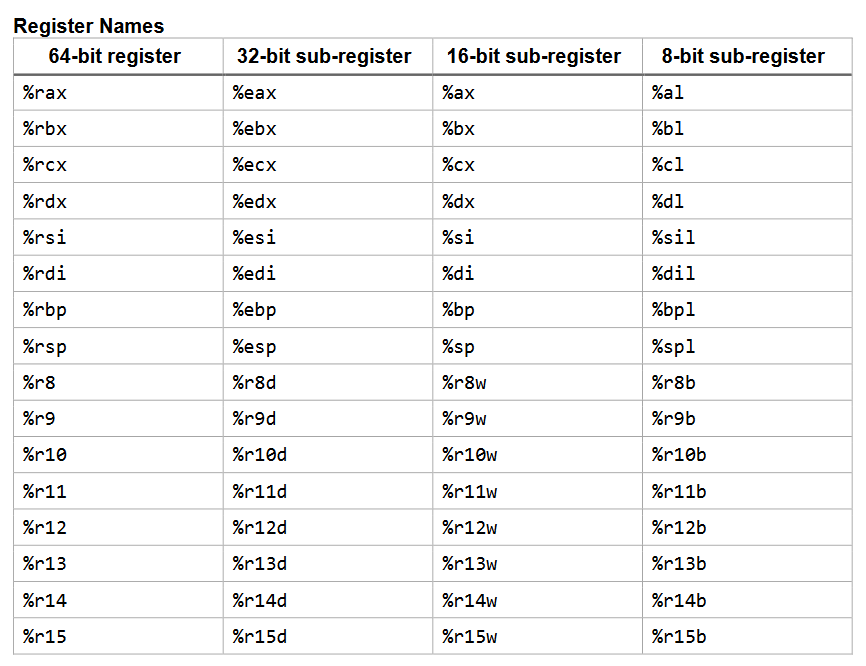 Register Names
64-bit register 32-bit sub-register 16-bit sub-register 8-bit sub-register
%rax %eax %ax %al
%rbx %ebx %bx %bl
%rcx %ecx %cx %cl
%rdx %edx %dx %dl
%rsi %esi %si %sil
%rdi %edi %di %dil
%rbp %ebp %bp %bpl
%rsp %esp %sp %spl
%r8 %r8d %r8w %r8b
%r9 %r9d %r9w %r9b
%r10 %r10d %r10w %r10b
%r11 %r11d %r11w %r11b
%r12 %r12d %r12w %r12b
%r13 %r13d %r13w %r13b
%r14 %r14d %r14w %r14b
%r15 %r15d %r15w %r15b